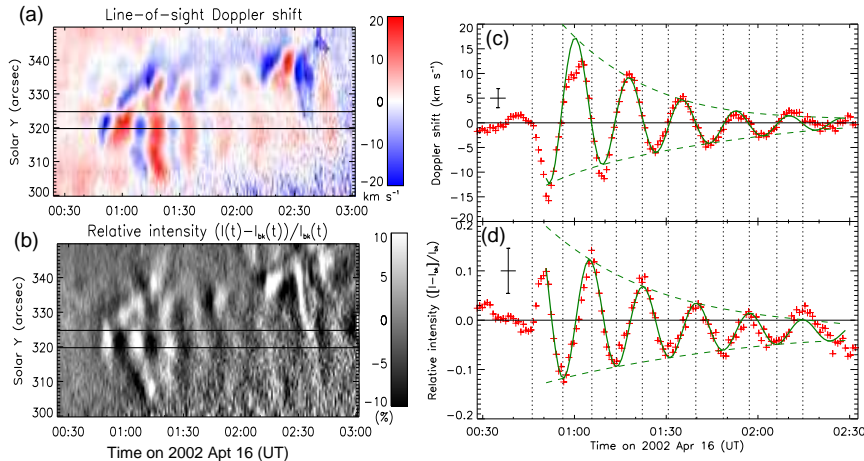 (a)
Line-of-sight Doppler shift
340
330
320
310
300
Solar Y (arcsec)
00:30 01:00 01:30 02:00 02:30 03:00
20
10
0
-10
-20
km s⁻¹
(b)
Relative intensity (I(t)-I_bk(t))/I_bk(t)
340
330
320
310
300
Solar Y (arcsec)
00:30 01:00 01:30 02:00 02:30 03:00
Time on 2002 Apr 16 (UT)
10
5
0
-5
-10
(%)
(c)
20
15
10
5
0
-5
-10
-15
-20
Doppler shift (km s⁻¹)
(d)
0.2
0.1
0.0
-0.1
-0.2
Relative intensity ([I-I_bk]/I_bk)
00:30 01:00 01:30 02:00 02:30
Time on 2002 Apr 16 (UT)